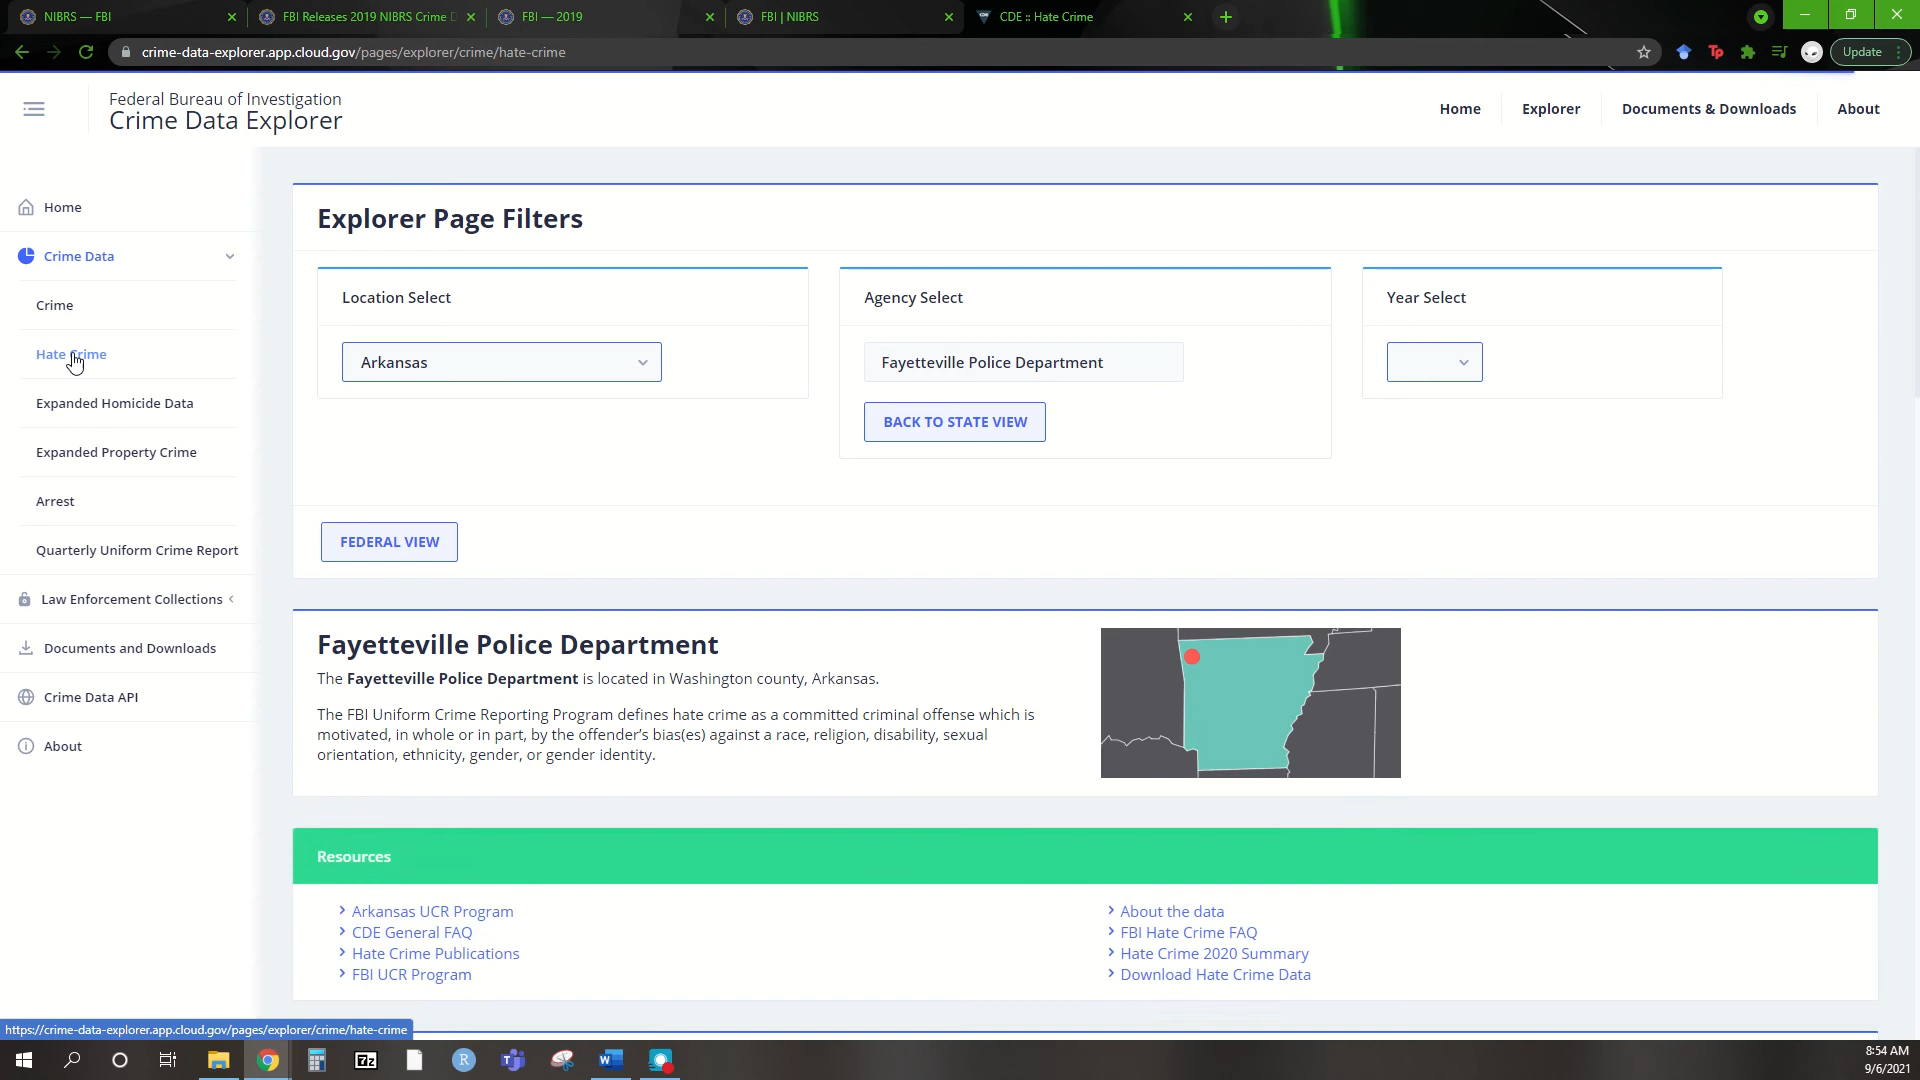 NIBRS — FBI
FBI Releases 2019 NIBRS Crime D
FBI — 2019
FBI | NIBRS
CDE :: Hate Crime
crime-data-explorer.app.cloud.gov/pages/explorer/crime/hate-crime
Tp
Update
Federal Bureau of Investigation
Crime Data Explorer
Home
Explorer
Documents & Downloads
About
Home
Crime Data
Crime
Hate Crime
Expanded Homicide Data
Expanded Property Crime
Arrest
Quarterly Uniform Crime Report
Law Enforcement Collections
Documents and Downloads
Crime Data API
About
Explorer Page Filters
Location Select
Arkansas
Agency Select
Fayetteville Police Department
BACK TO STATE VIEW
Year Select
FEDERAL VIEW
Fayetteville Police Department
The Fayetteville Police Department is located in Washington county, Arkansas.
The FBI Uniform Crime Reporting Program defines hate crime as a committed criminal offense which is
motivated, in whole or in part, by the offender's bias(es) against a race, religion, disability, sexual
orientation, ethnicity, gender, or gender identity.
Resources
Arkansas UCR Program
CDE General FAQ
Hate Crime Publications
FBI UCR Program
About the data
FBI Hate Crime FAQ
Hate Crime 2020 Summary
Download Hate Crime Data
https://crime-data-explorer.app.cloud.gov/pages/explorer/crime/hate-crime
7z
R
T
W
8:54 AM
9/6/2021